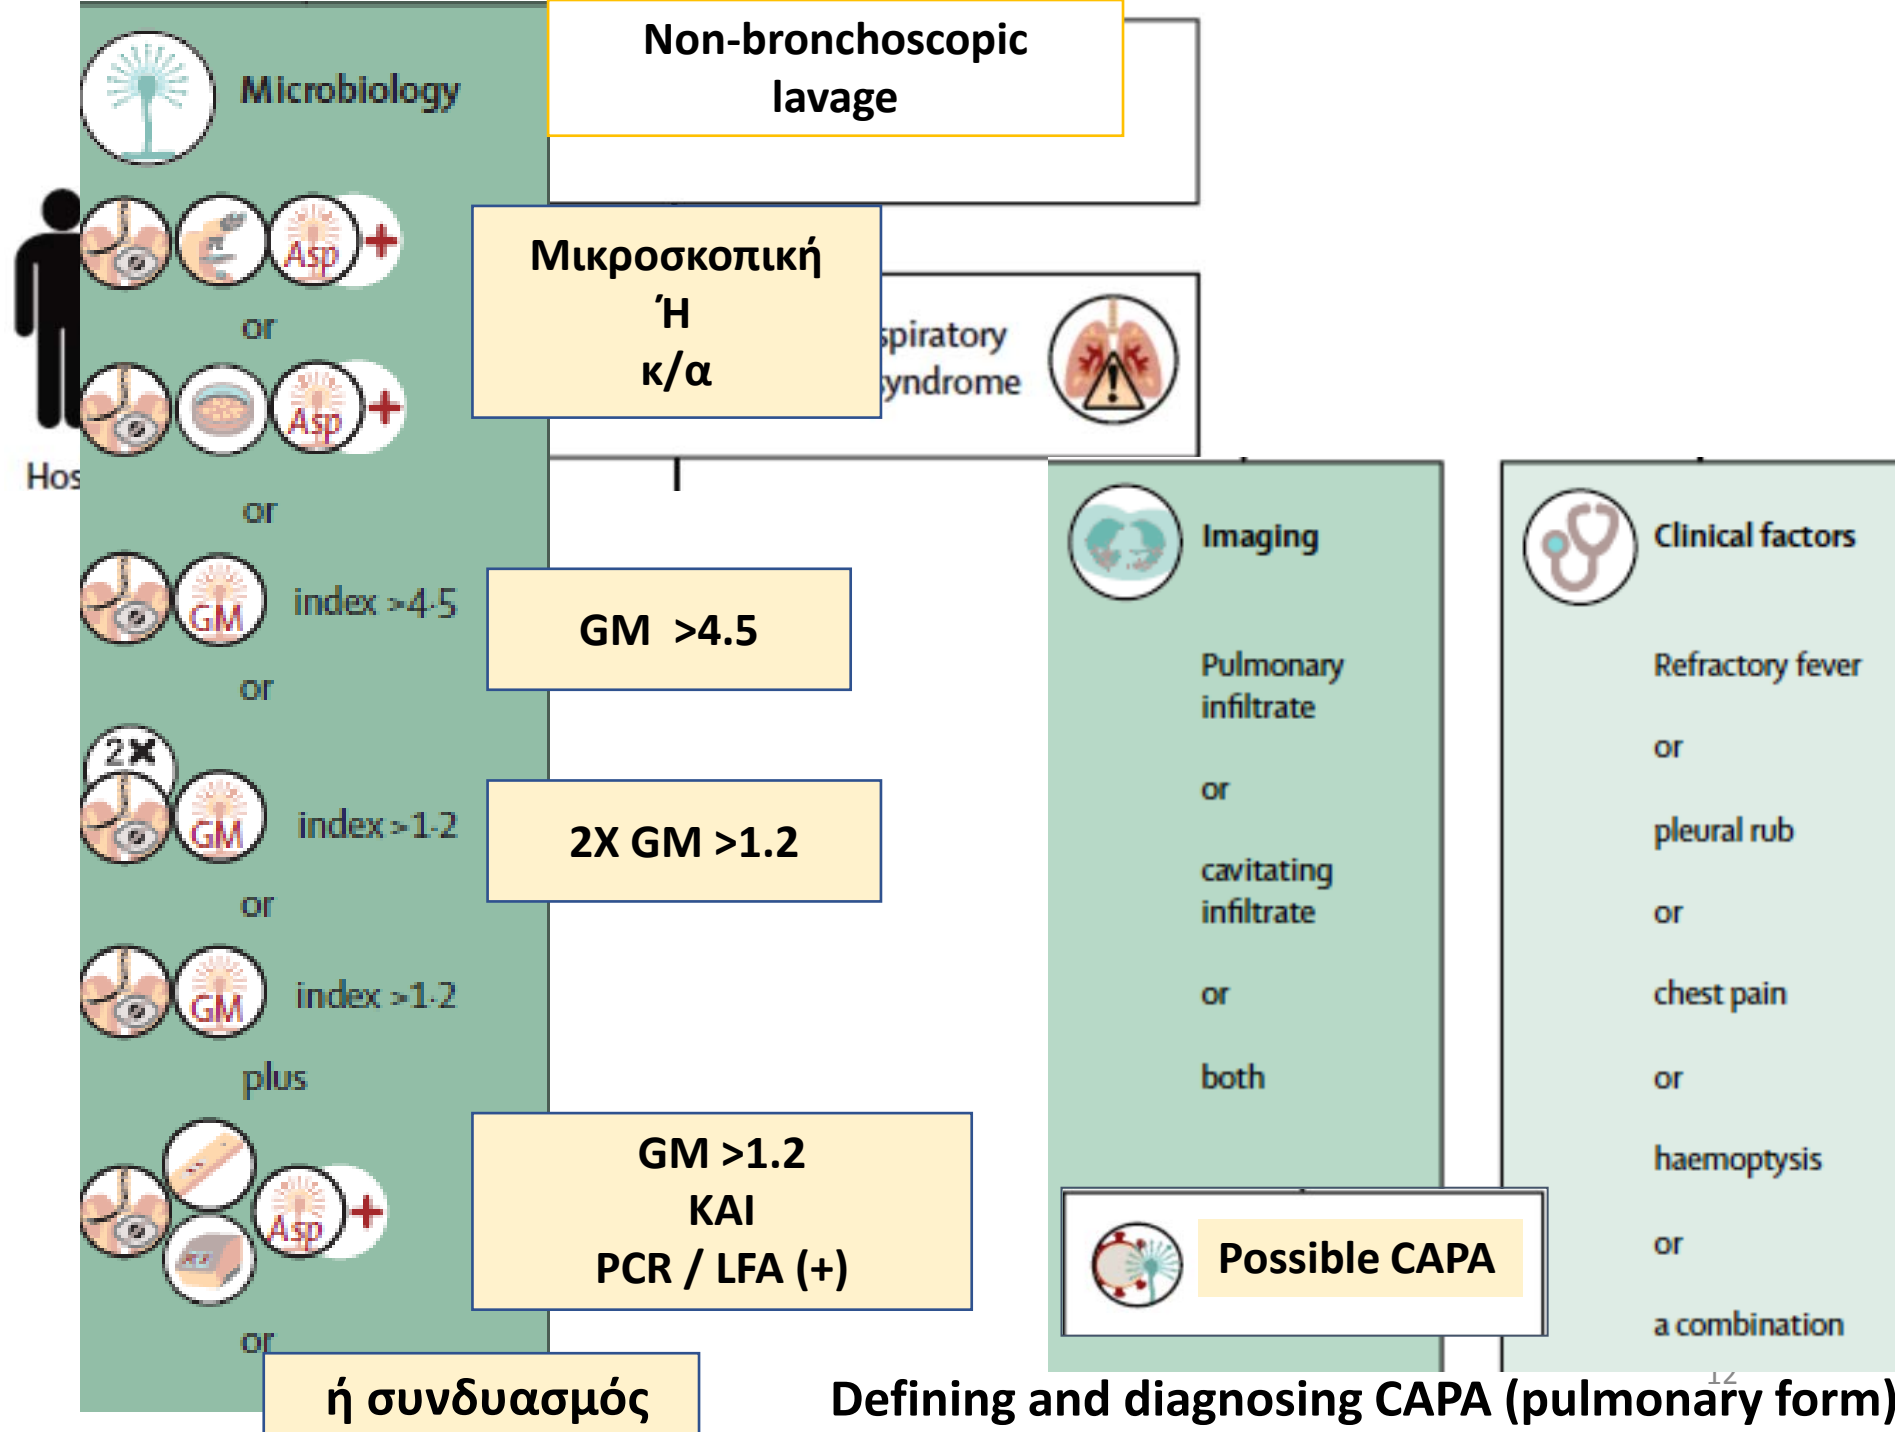 Non-bronchoscopic
lavage
Microbiology
Asp +
or
Asp +
or
GM index >4·5
or
2X
GM index >1·2
or
GM index >1·2
plus
Asp +
or
Μικροσκοπική
Ή
κ/α
GM >4.5
2X GM >1.2
GM >1.2
ΚΑΙ
PCR / LFA (+)
ή συνδυασμός
Hos
spiratory
syndrome
Imaging
Pulmonary
infiltrate
or
cavitating
infiltrate
or
both
Possible CAPA
Clinical factors
Refractory fever
or
pleural rub
or
chest pain
or
haemoptysis
or
a combination
12
Defining and diagnosing CAPA (pulmonary form)